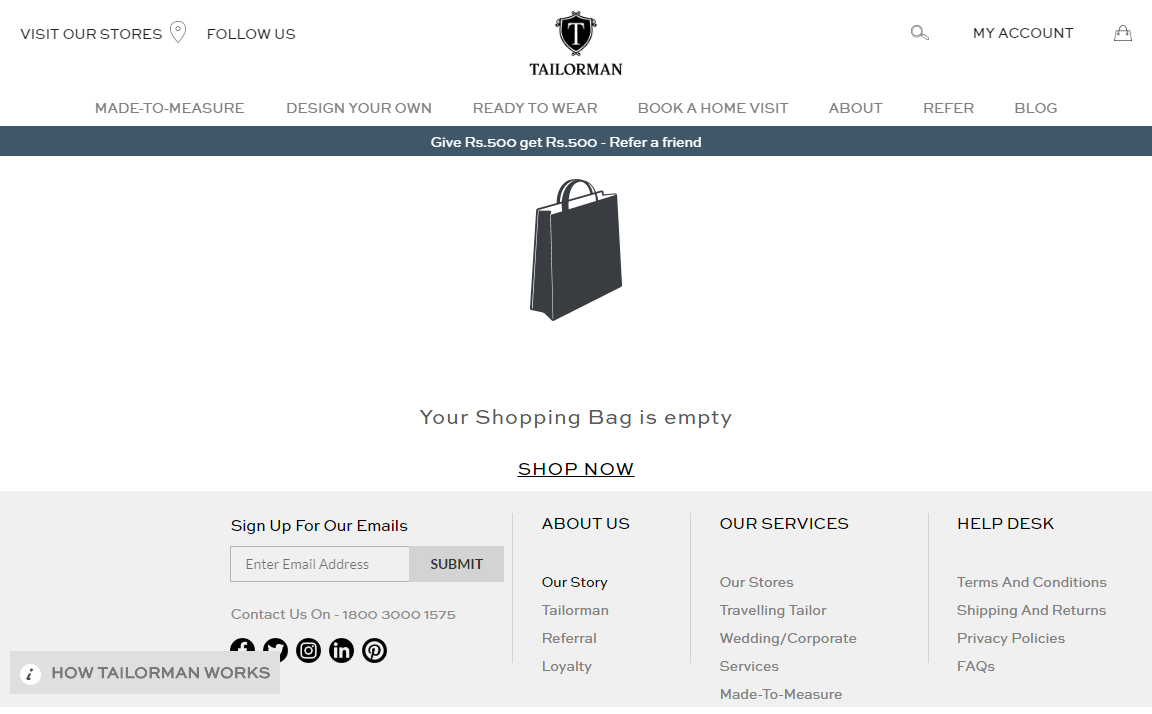 VISIT OUR STORES
FOLLOW US
T
TAILORMAN
MY ACCOUNT
MADE-TO-MEASURE
DESIGN YOUR OWN
READY TO WEAR
BOOK A HOME VISIT
ABOUT
REFER
BLOG
Give Rs.500 get Rs.500 - Refer a friend
Your Shopping Bag is empty
SHOP NOW
Sign Up For Our Emails
Enter Email Address
SUBMIT
Contact Us On - 1800 3000 1575
i HOW TAILORMAN WORKS
ABOUT US
Our Story
Tailorman
Referral
Loyalty
OUR SERVICES
Our Stores
Travelling Tailor
Wedding/Corporate
Services
Made-To-Measure
HELP DESK
Terms And Conditions
Shipping And Returns
Privacy Policies
FAQs